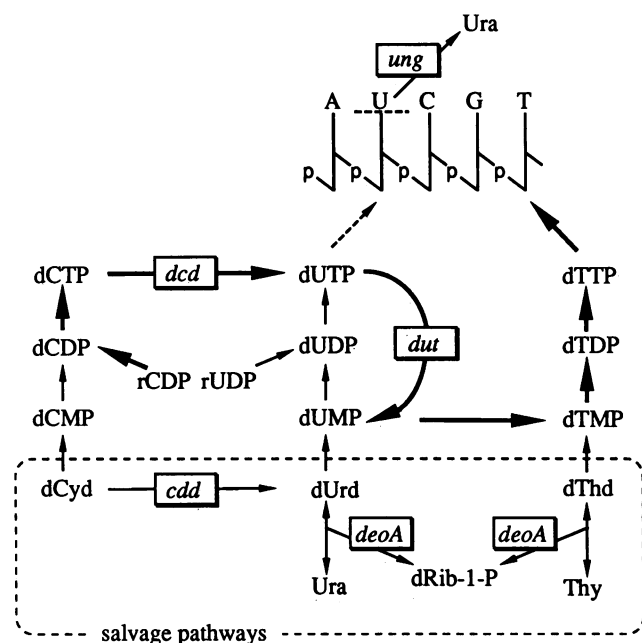 Ura
ung
A U C G T
p p p p p
dCTP dcd dUTP dTTP
dCDP dUDP dut dTDP
rCDP rUDP
dCMP dUMP dTMP
dCyd cdd dUrd dThd
deoA deoA
Ura dRib-1-P Thy
salvage pathways